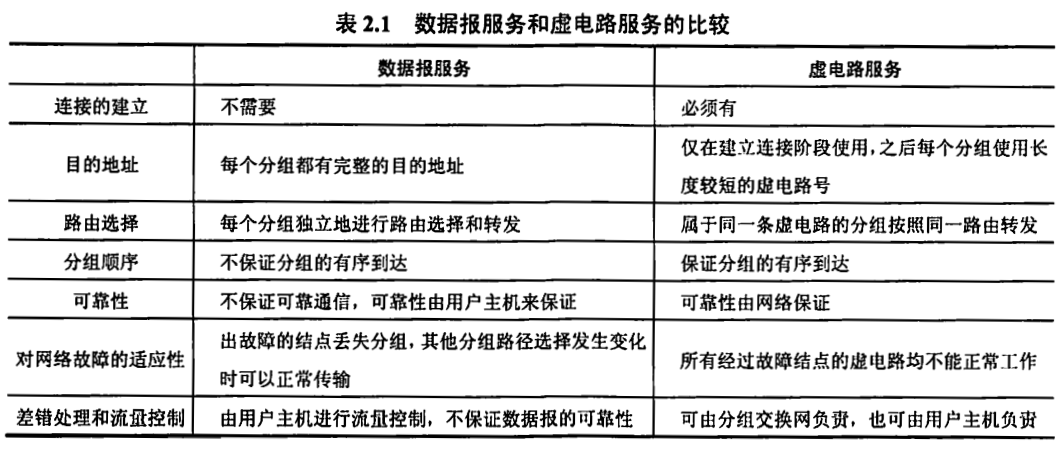 表 2.1 数据报服务和虚电路服务的比较
数据报服务 虚电路服务
连接的建立 不需要 必须有
目的地址 每个分组都有完整的目的地址 仅在建立连接阶段使用，之后每个分组使用长
度较短的虚电路号
路由选择 每个分组独立地进行路由选择和转发 属于同一条虚电路的分组按照同一路由转发
分组顺序 不保证分组的有序到达 保证分组的有序到达
可靠性 不保证可靠通信，可靠性由用户主机来保证 可靠性由网络保证
对网络故障的适应性 出故障的结点丢失分组，其他分组路径选择发生变化
时可以正常传输 所有经过故障结点的虚电路均不能正常工作
差错处理和流量控制 由用户主机进行流量控制，不保证数据报的可靠性 可由分组交换网负责，也可由用户主机负责